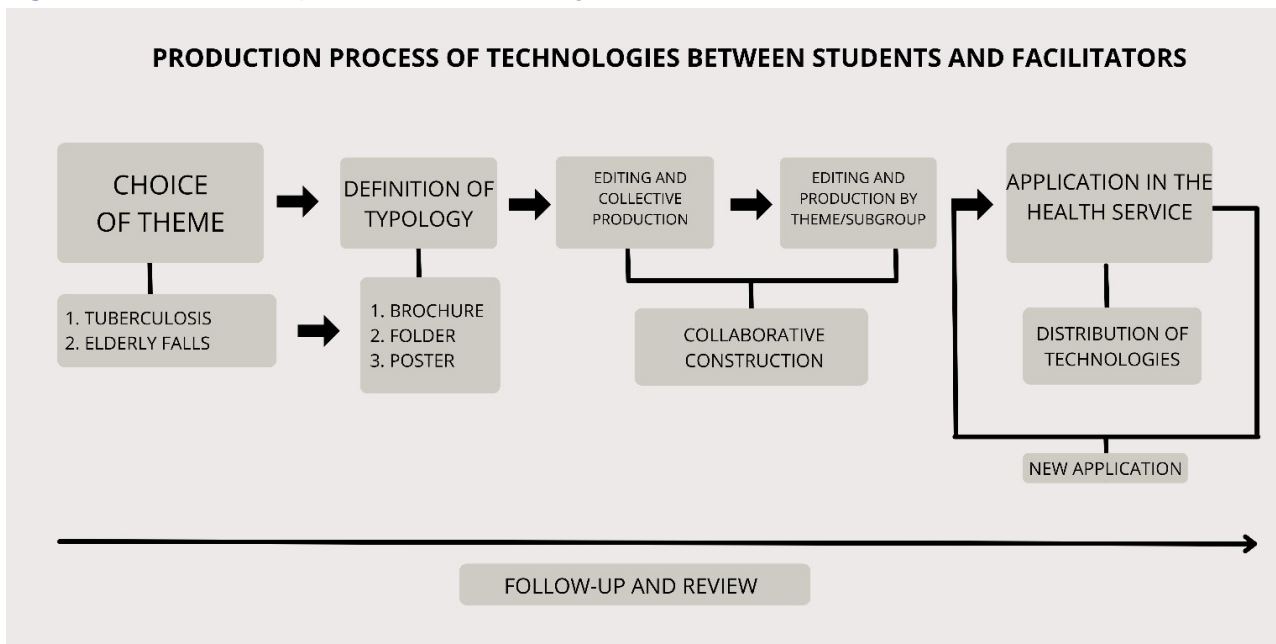 PRODUCTION PROCESS OF TECHNOLOGIES BETWEEN STUDENTS AND FACILITATORS
CHOICE
OF THEME
DEFINITION OF
TYPOLOGY
EDITING AND
COLLECTIVE
PRODUCTION
EDITING AND
PRODUCTION BY
THEME/SUBGROUP
APPLICATION IN THE
HEALTH SERVICE
1. TUBERCULOSIS
2. ELDERLY FALLS
1. BROCHURE
2. FOLDER
3. POSTER
COLLABORATIVE
CONSTRUCTION
DISTRIBUTION OF
TECHNOLOGIES
NEW APPLICATION
FOLLOW-UP AND REVIEW